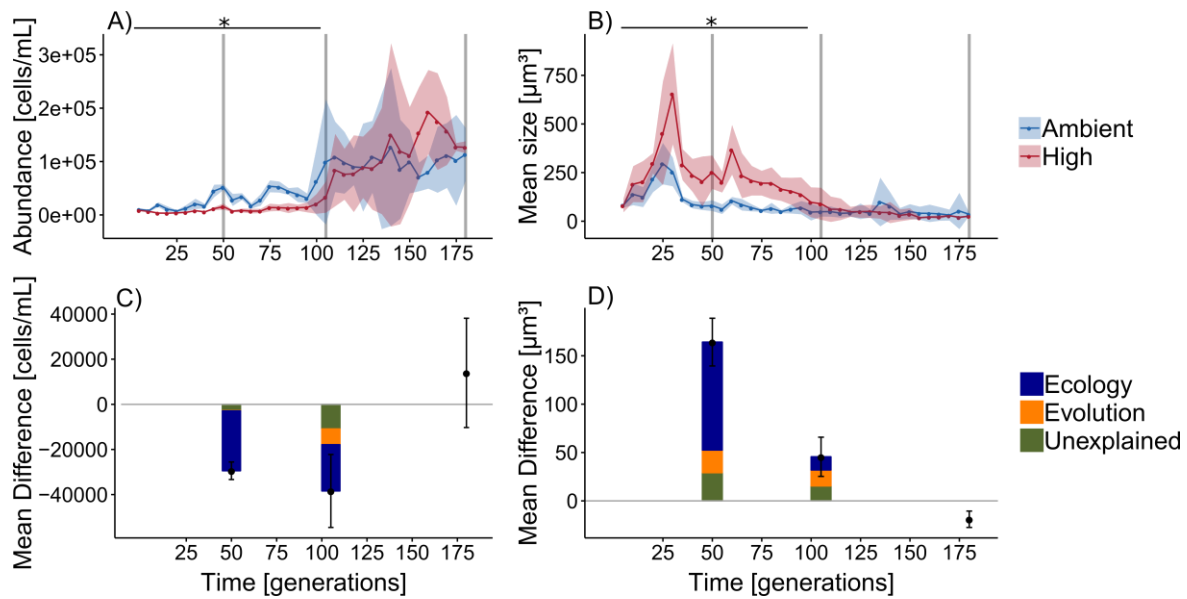 A)
*
Abundance [cells/mL]
3e+05
2e+05
1e+05
0e+00
25 50 75 100 125 150 175
B)
*
Mean size [µm³]
750
500
250
0
25 50 75 100 125 150 175
Ambient
High
C)
Mean Difference [cells/mL]
40000
20000
0
−20000
−40000
25 50 75 100 125 150 175
Time [generations]
D)
Mean Difference [µm³]
150
100
50
0
25 50 75 100 125 150 175
Time [generations]
Ecology
Evolution
Unexplained